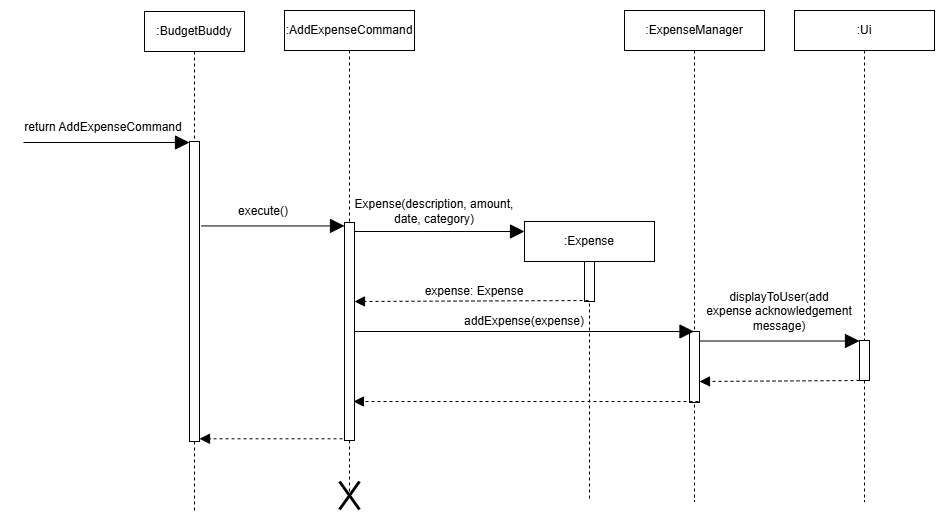 :BudgetBuddy
:AddExpenseCommand
:ExpenseManager
:Ui
return AddExpenseCommand
execute()
Expense(description, amount,
date, category)
:Expense
expense: Expense
displayToUser(add
expense acknowledgement
message)
addExpense(expense)